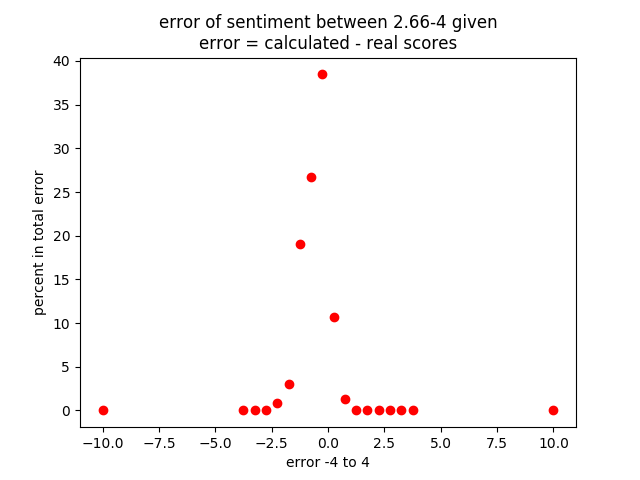 error of sentiment between 2.66-4 given
error = calculated - real scores
percent in total error
40
35
30
25
20
15
10
5
0
−10.0 −7.5 −5.0 −2.5 0.0 2.5 5.0 7.5 10.0
error -4 to 4